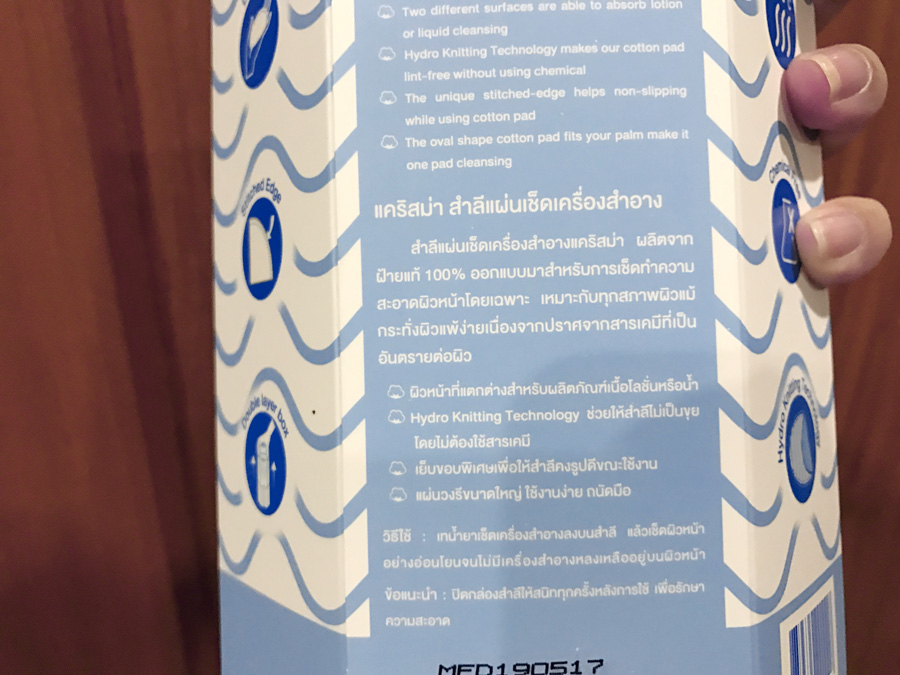 Two different surfaces are able to absorb lotion
or liquid cleansing
Hydro Knitting Technology makes our cotton pad
lint-free without using chemical
The unique stitched-edge helps non-slipping
while using cotton pad
The oval shape cotton pad fits your palm make it
one pad cleansing
แคริสม่า สำลีแผ่นเช็ดเครื่องสำอาง
สำลีแผ่นเช็ดเครื่องสำอางแคริสม่า ผลิตจาก
ฝ้ายแท้ 100% ออกแบบมาสำหรับการเช็ดทำความ
สะอาดผิวหน้าโดยเฉพาะ เหมาะกับทุกสภาพผิวแม้
กระทั่งผิวแพ้ง่ายเนื่องจากปราศจากสารเคมีที่เป็น
อันตรายต่อผิว
ผิวหน้าที่แตกต่างสำหรับผลิตภัณฑ์เนื้อโลชั่นหรือน้ำ
Hydro Knitting Technology ช่วยให้สำลีไม่เป็นขุย
โดยไม่ต้องใช้สารเคมี
เย็บขอบพิเศษเพื่อให้สำลีคงรูปดีขณะใช้งาน
แผ่นวงรีขนาดใหญ่ ใช้งานง่าย ถนัดมือ
วิธีใช้ : เทน้ำยาเช็ดเครื่องสำอางลงบนสำลี แล้วเช็ดผิวหน้า
อย่างอ่อนโยนจนไม่มีเครื่องสำอางหลงเหลืออยู่บนผิวหน้า
ข้อแนะนำ : ปิดกล่องสำลีให้สนิททุกครั้งหลังการใช้ เพื่อรักษา
ความสะอาด
MFD190517
Stitched Edge
Double layer box
Hydro Knitting Technology